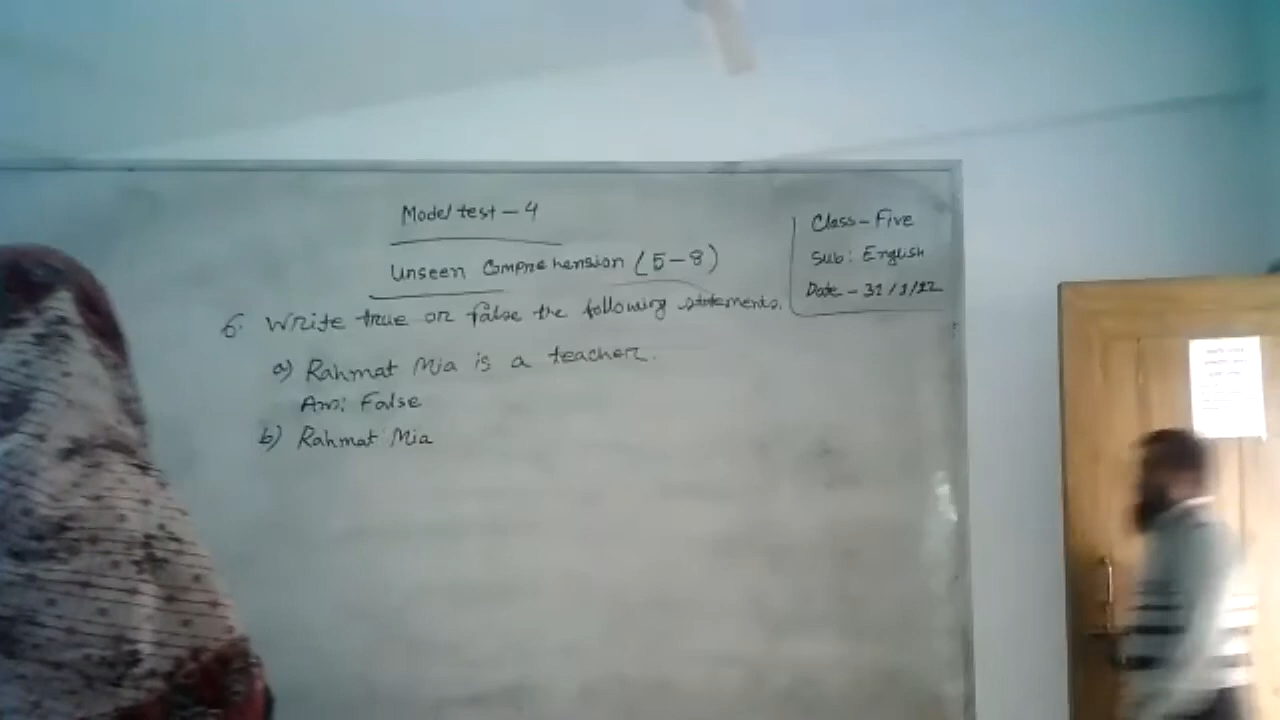 Model test - 4
Unseen Comprehension (5-8)
Class - Five
Sub: English
Date - 31/1/22
6. Write true or false the following statements.
a) Rahmat Mia is a teacher.
Ans: False
b) Rahmat Mia